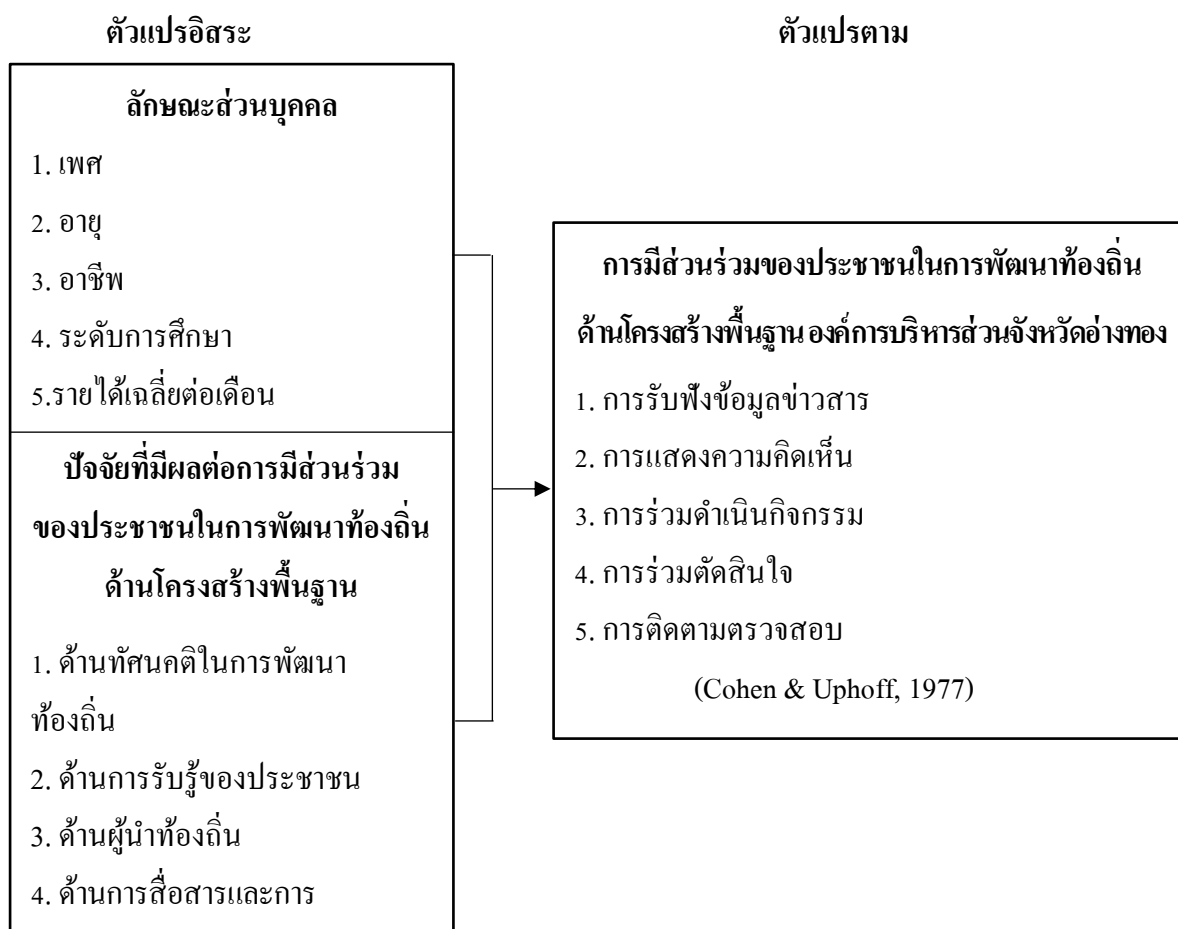 ตัวแปรอิสระ
ตัวแปรตาม
ลักษณะส่วนบุคคล
1. เพศ
2. อายุ
3. อาชีพ
4. ระดับการศึกษา
5.รายได้เฉลี่ยต่อเดือน
ปัจจัยที่มีผลต่อการมีส่วนร่วม
ของประชาชนในการพัฒนาท้องถิ่น
ด้านโครงสร้างพื้นฐาน
1. ด้านทัศนคติในการพัฒนา
ท้องถิ่น
2. ด้านการรับรู้ของประชาชน
3. ด้านผู้นำท้องถิ่น
4. ด้านการสื่อสารและการ
การมีส่วนร่วมของประชาชนในการพัฒนาท้องถิ่น
ด้านโครงสร้างพื้นฐาน องค์การบริหารส่วนจังหวัดอ่างทอง
1. การรับฟังข้อมูลข่าวสาร
2. การแสดงความคิดเห็น
3. การร่วมดำเนินกิจกรรม
4. การร่วมตัดสินใจ
5. การติดตามตรวจสอบ
(Cohen & Uphoff, 1977)